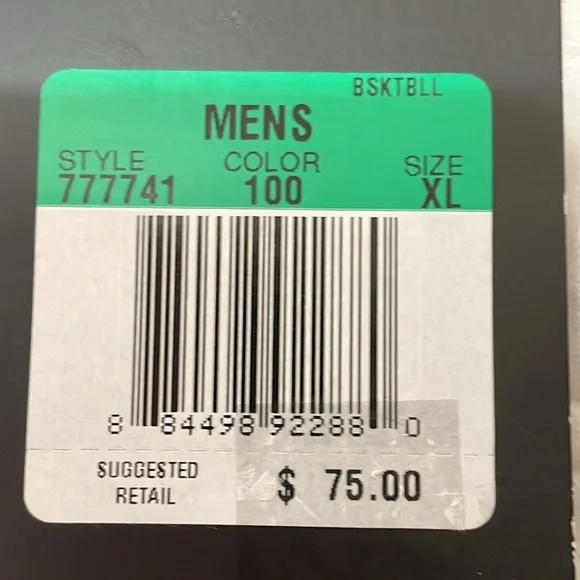 BSKTBLL
MENS
STYLE COLOR SIZE
777741 100 XL
8 84498 92288 0
SUGGESTED
RETAIL
$ 75.00